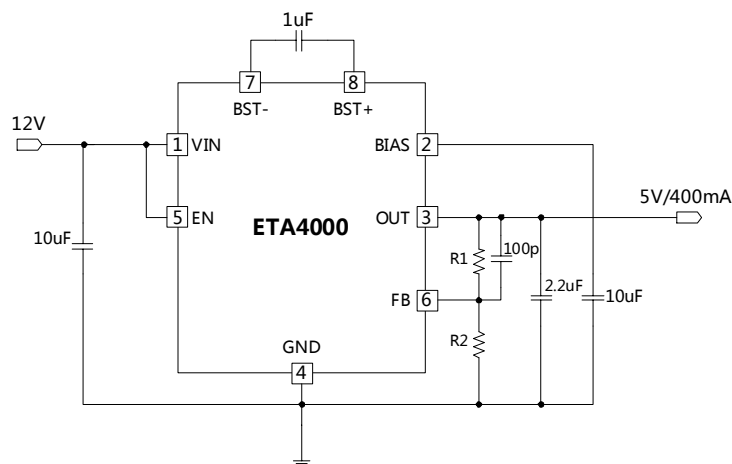 1uF
7
8
BST-
BST+
12V
1
VIN
BIAS
2
5V/400mA
5
EN
ETA4000
OUT
3
10uF
R1
100p
FB
6
2.2uF
10uF
R2
GND
4